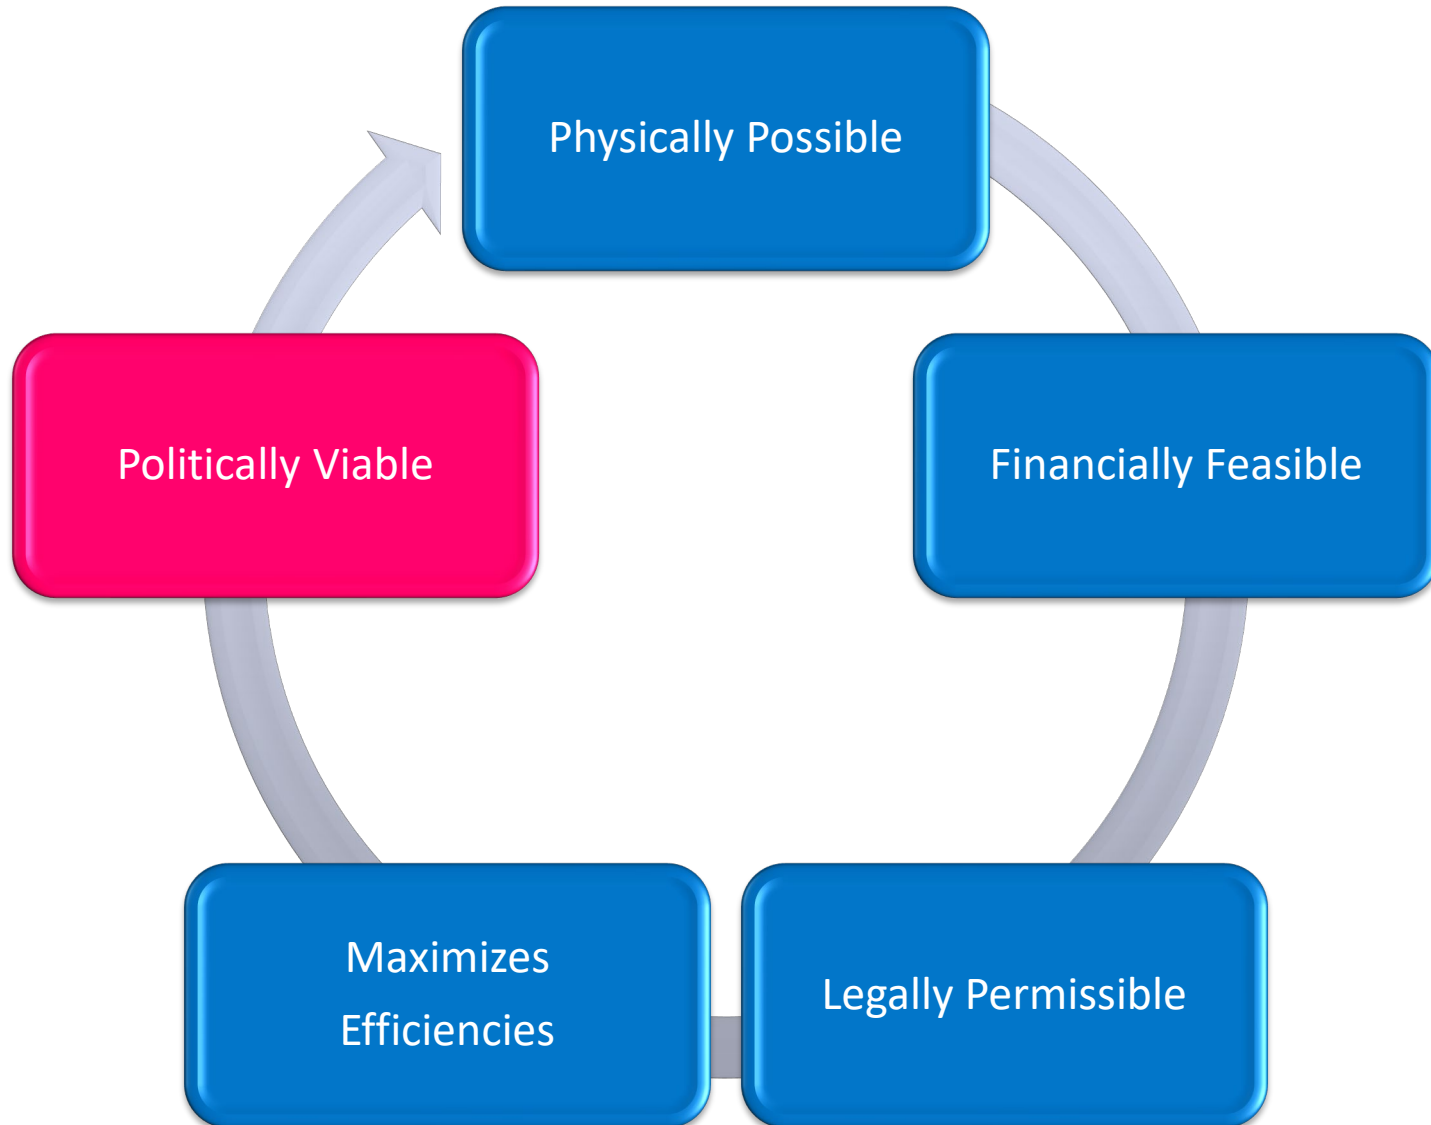 Physically Possible
Financially Feasible
Legally Permissible
Maximizes
Efficiencies
Politically Viable